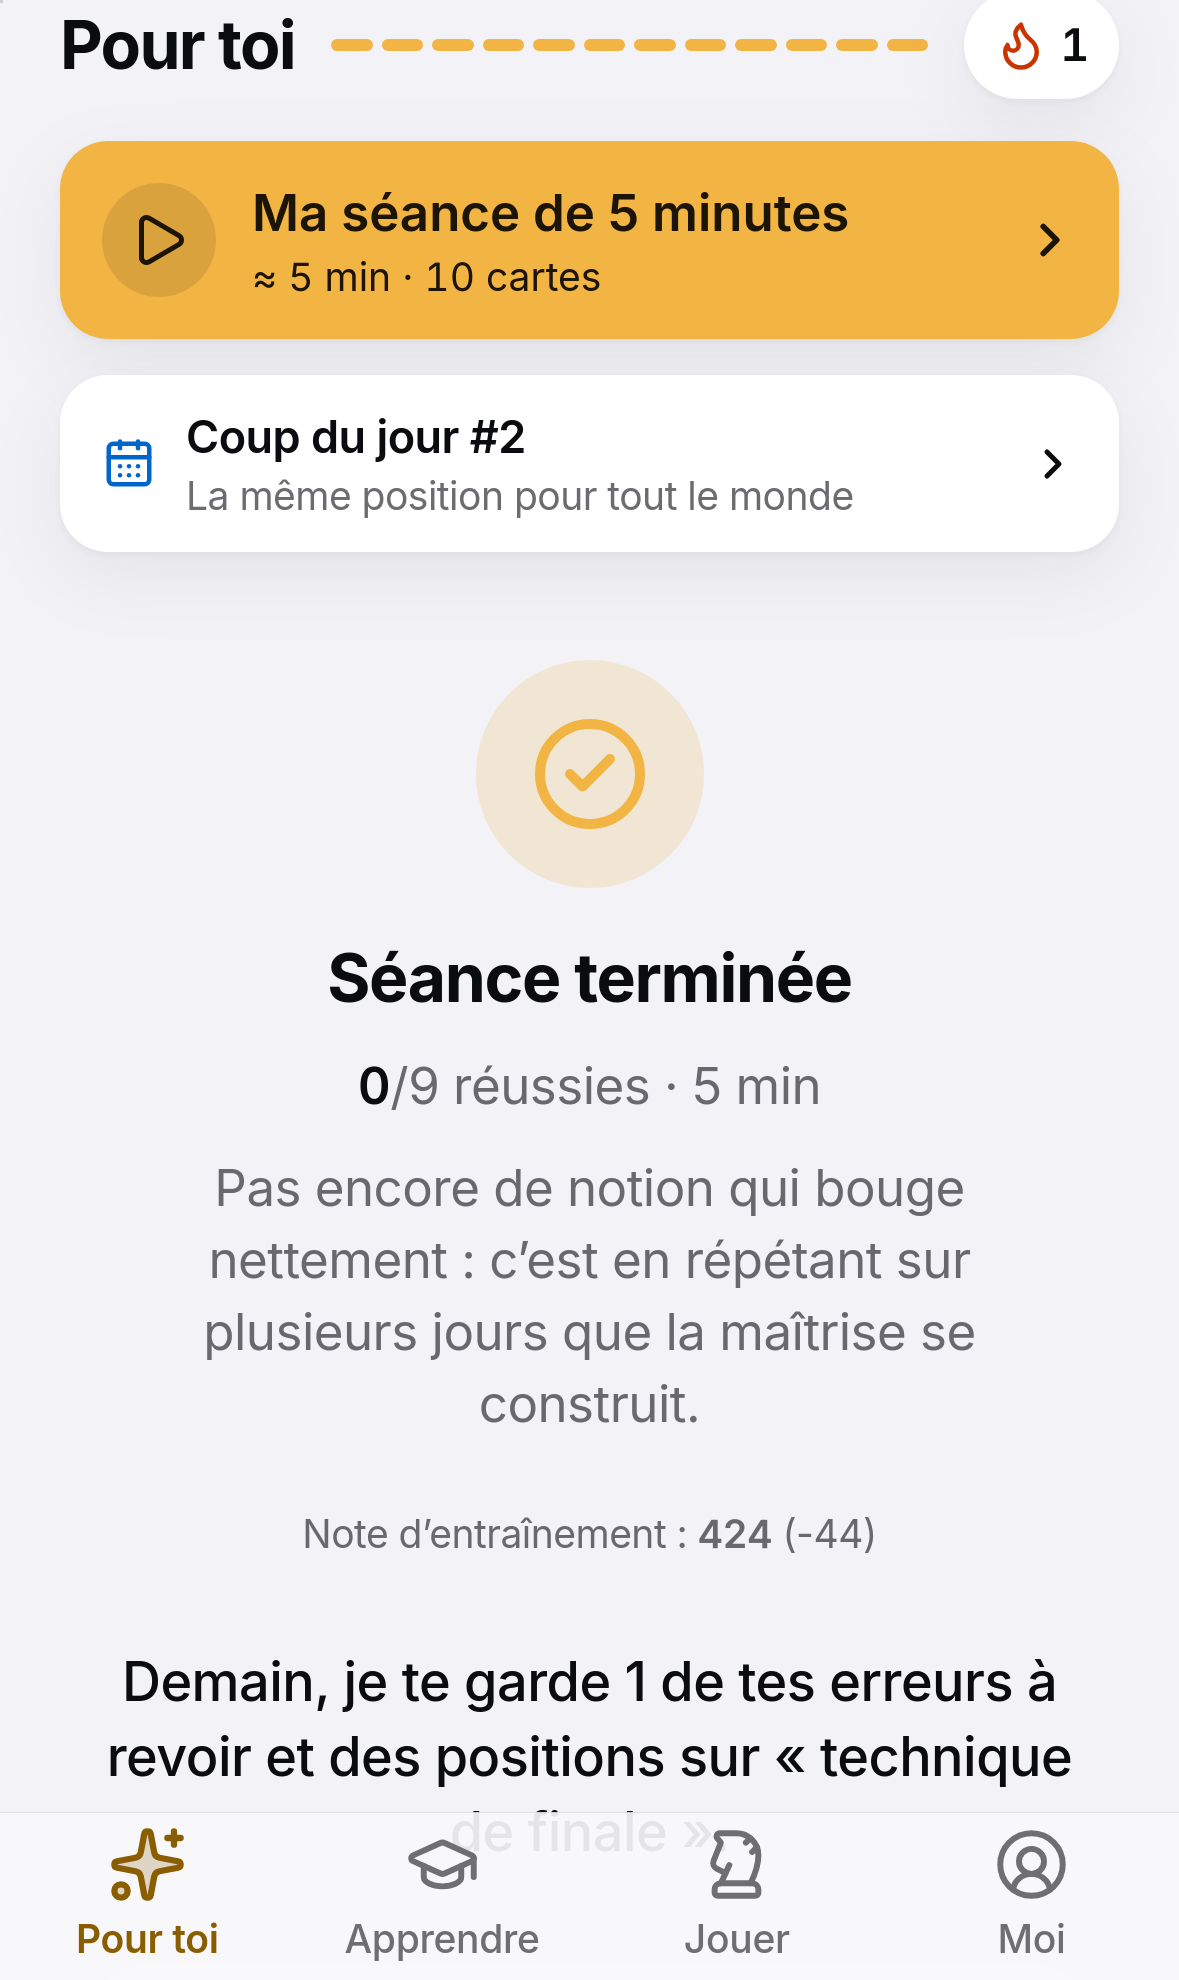 Pour toi
1
Ma séance de 5 minutes
≈ 5 min · 10 cartes
Coup du jour #2
La même position pour tout le monde
Séance terminée
0/9 réussies · 5 min
Pas encore de notion qui bouge
nettement : c’est en répétant sur
plusieurs jours que la maîtrise se
construit.
Note d’entraînement : 424 (-44)
Demain, je te garde 1 de tes erreurs à
revoir et des positions sur « technique
de finale »
Pour toi
Apprendre
Jouer
Moi